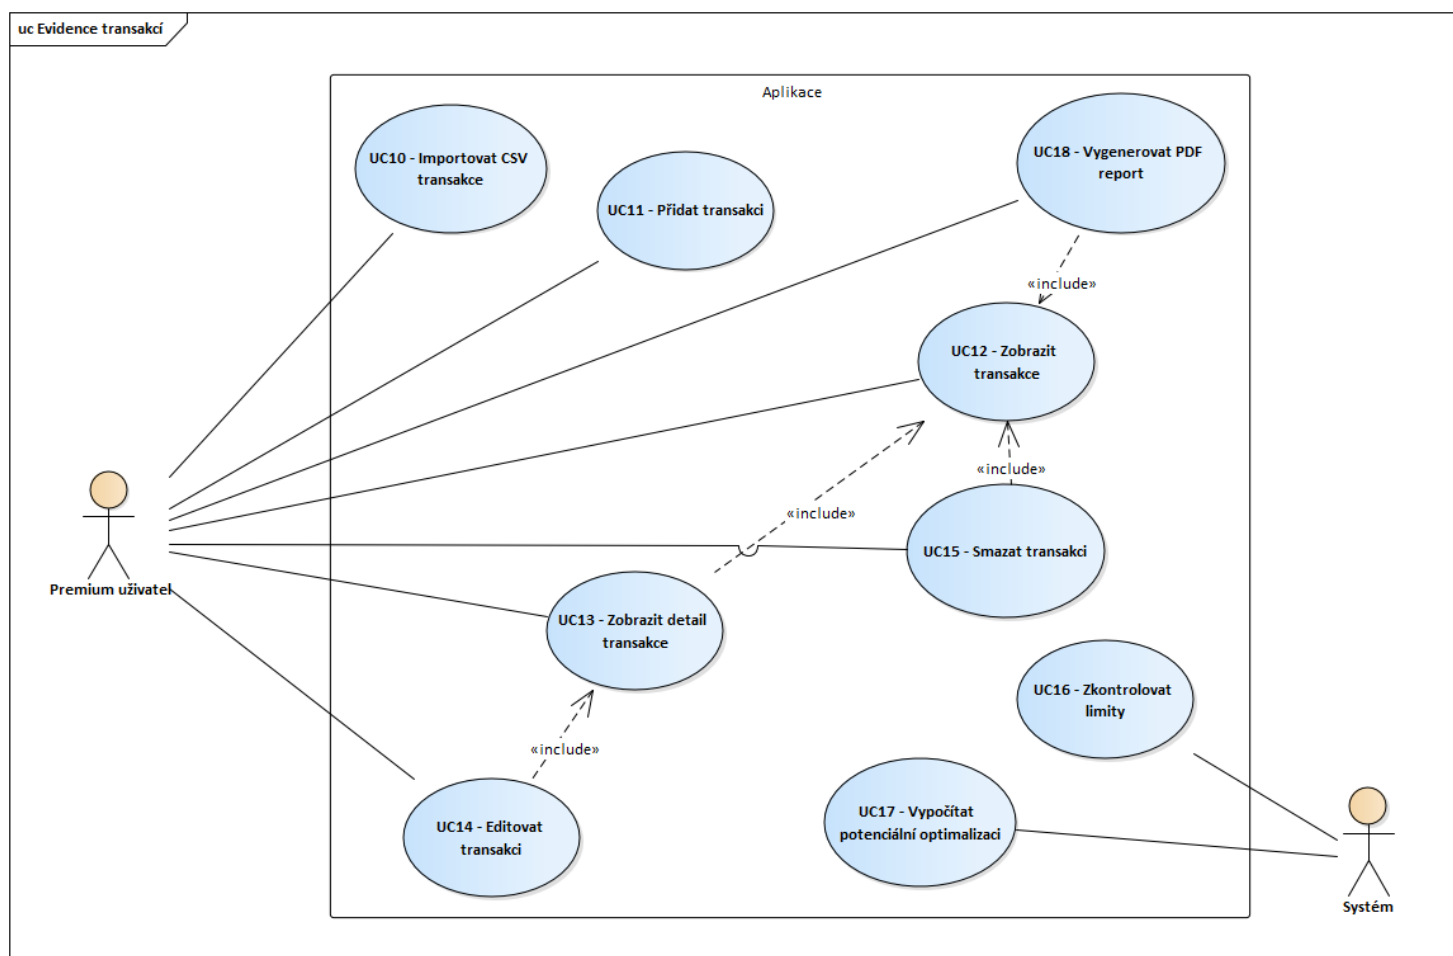 uc Evidence transakcí
Aplikace
UC10 - Importovat CSV
transakce
UC11 - Přidat transakci
UC18 - Vygenerovat PDF
report
«include»
UC12 - Zobrazit
transakce
«include»
«include»
UC15 - Smazat transakci
Premium uživatel
UC13 - Zobrazit detail
transakce
UC16 - Zkontrolovat
limity
«include»
UC14 - Editovat
transakci
UC17 - Vypočítat
potenciální optimalizaci
Systém